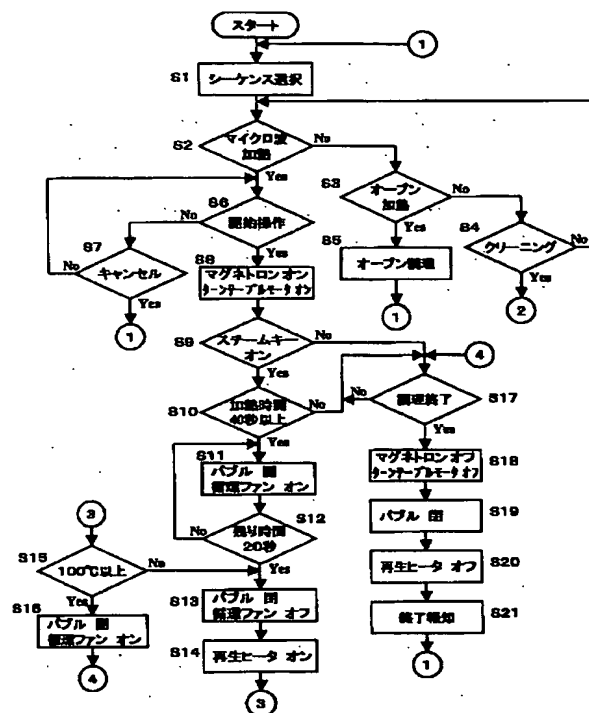 スタート
1
S1
シーケンス選択
S2
マイクロ波
加熱
No
Yes
S3
オーブン
加熱
No
Yes
S4
クリーニング
No
Yes
2
S5
オーブン調理
1
S6
開始操作
No
Yes
S7
キャンセル
No
Yes
1
S8
マグネトロン オン
ターンテーブルモータ オン
S9
スチームキー
オン
No
Yes
4
S10
加熱時間
40秒以上
No
Yes
S17
調理終了
No
Yes
S11
バブル
循環ファン オン
S18
マグネトロン オフ
ターンテーブルモータ オフ
S12
残り時間
20秒
No
Yes
S19
バブル 閉
3
S15
100℃以上
No
Yes
S13
バブル
循環ファン オフ
S20
再生ヒータ オフ
S16
バブル
循環ファン オン
4
S14
再生ヒータ オン
3
S21
終了報知
1